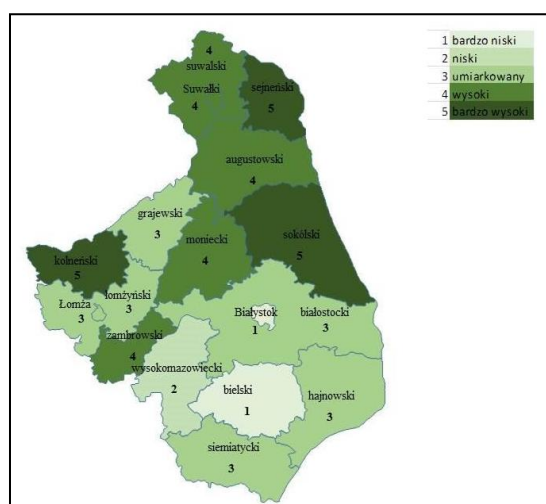 1 bardzo niski
2 niski
3 umiarkowany
4 wysoki
5 bardzo wysoki
4
suwalski
Suwałki
4
sejneński
5
augustowski
4
grajewski
3
moniecki
4
sokólski
5
kolneński
5
łomżyński
3
Łomża
3
zambrowski
4
Białystok
1
białostocki
3
wysokomazowiecki
2
bielski
1
hajnowski
3
siemiatycki
3